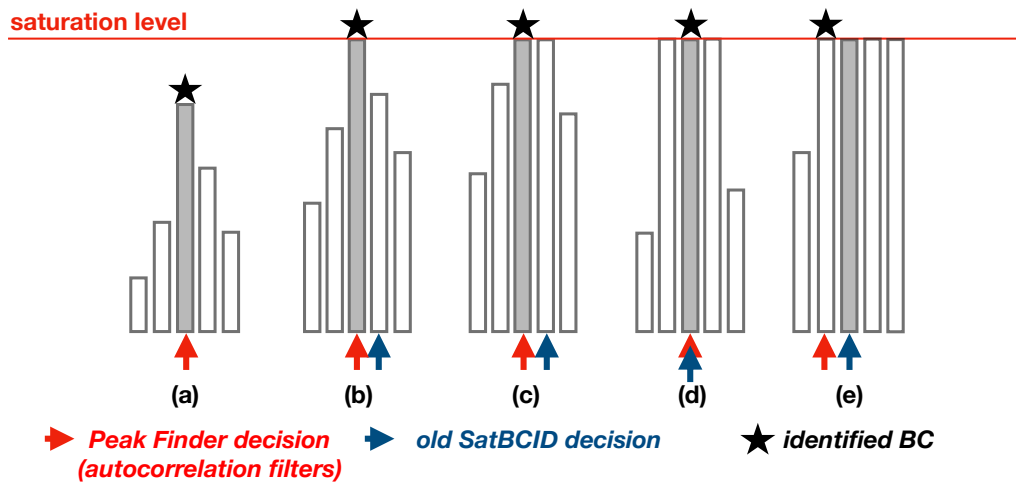 saturation level
(a) (b) (c) (d) (e)
Peak Finder decision old SatBCID decision identified BC
(autocorrelation filters)